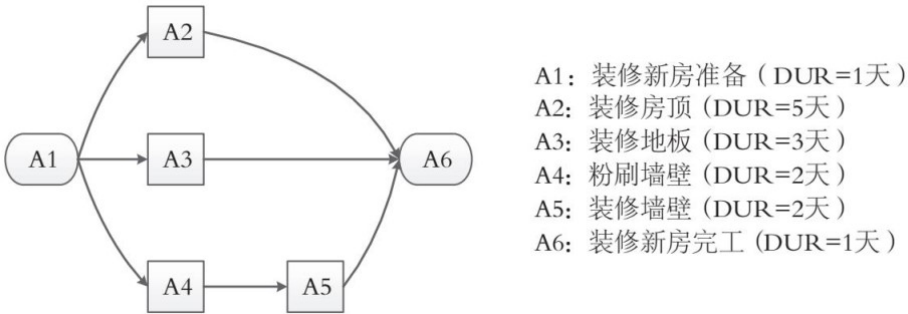 A2
A1
A3
A6
A4
A5
A1：装修新房准备（DUR=1天）
A2：装修房顶（DUR=5天）
A3：装修地板（DUR=3天）
A4：粉刷墙壁（DUR=2天）
A5：装修墙壁（DUR=2天）
A6：装修新房完工（DUR=1天）